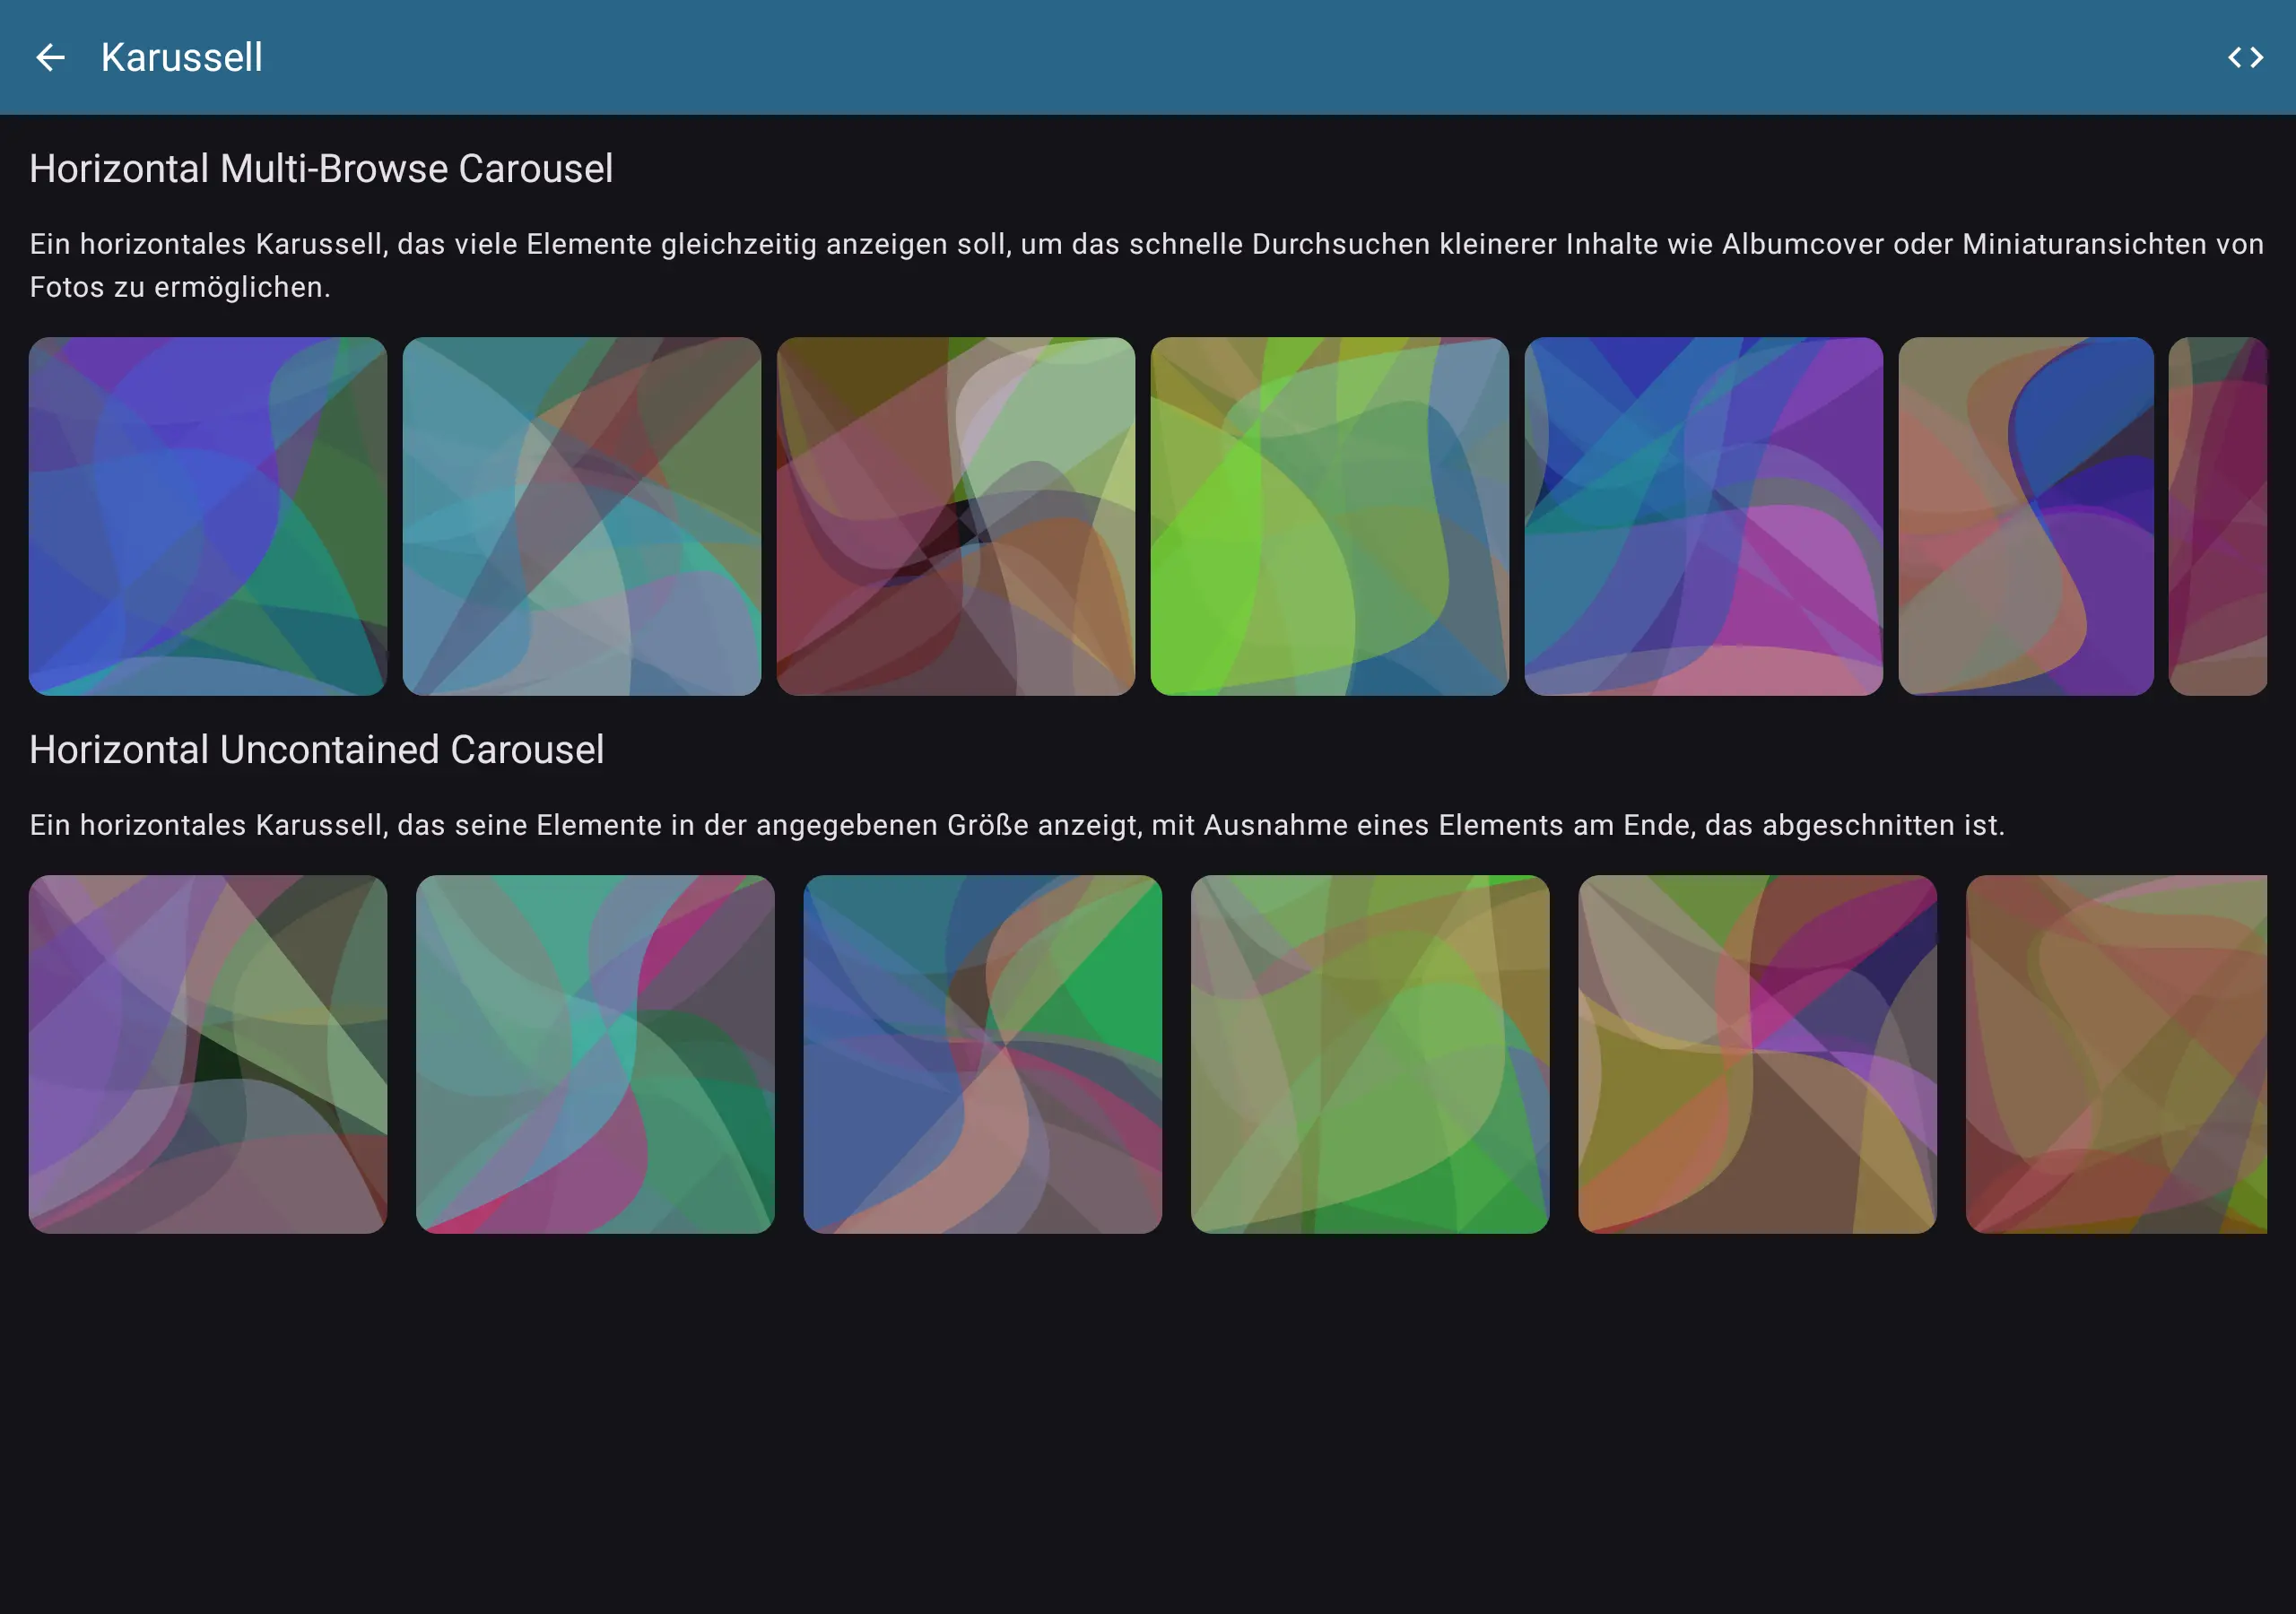 Karussell
Horizontal Multi-Browse Carousel
Ein horizontales Karussell, das viele Elemente gleichzeitig anzeigen soll, um das schnelle Durchsuchen kleinerer Inhalte wie Albumcover oder Miniaturansichten von
Fotos zu ermöglichen.
Horizontal Uncontained Carousel
Ein horizontales Karussell, das seine Elemente in der angegebenen Größe anzeigt, mit Ausnahme eines Elements am Ende, das abgeschnitten ist.